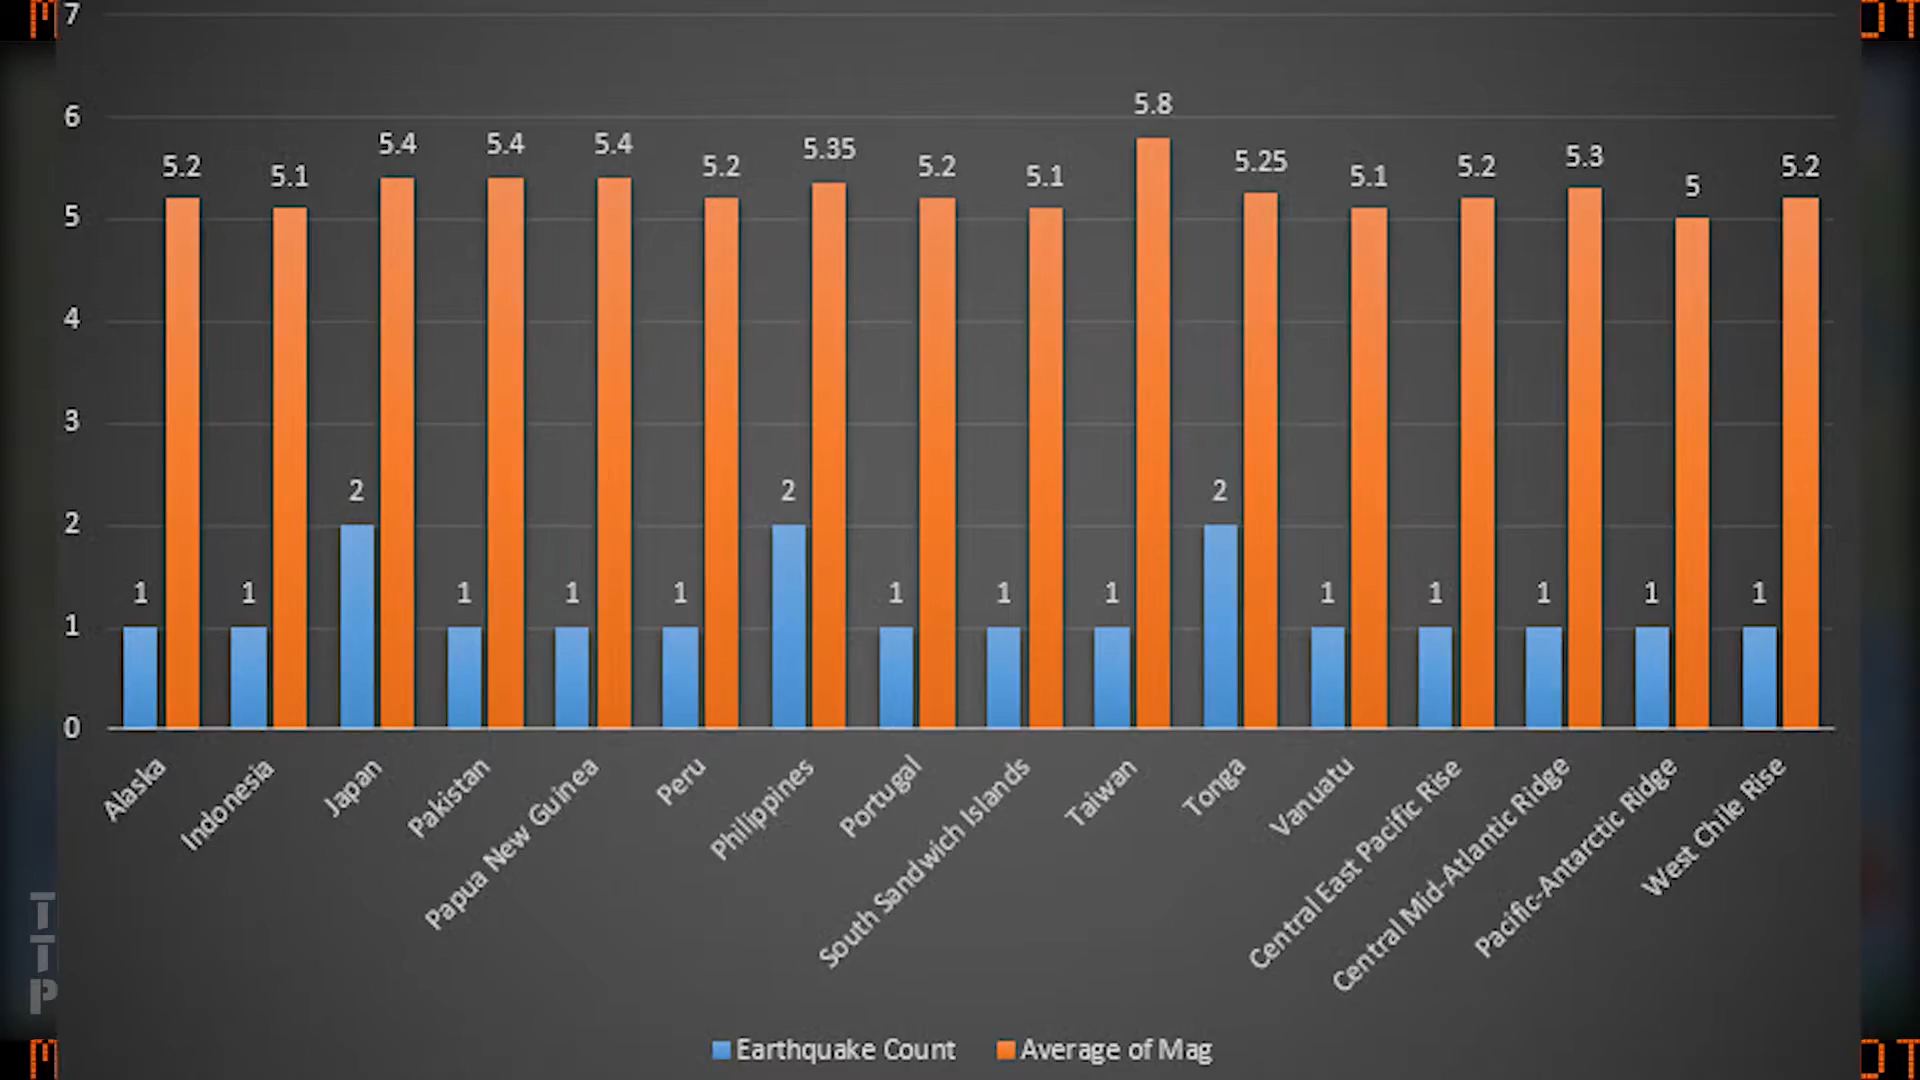 M
OT
7
6
5
4
3
2
1
0
5.2
5.1
5.4
5.4
5.4
5.2
5.35
5.2
5.1
5.8
5.25
5.1
5.2
5.3
5
5.2
1
1
2
1
1
1
2
1
1
1
2
1
1
1
1
1
Alaska
Indonesia
Japan
Pakistan
Papua New Guinea
Peru
Philippines
Portugal
South Sandwich Islands
Taiwan
Tonga
Vanuatu
Central East Pacific Rise
Central Mid-Atlantic Ridge
Pacific-Antarctic Ridge
West Chile Rise
TTP
Earthquake Count
Average of Mag
M
OT